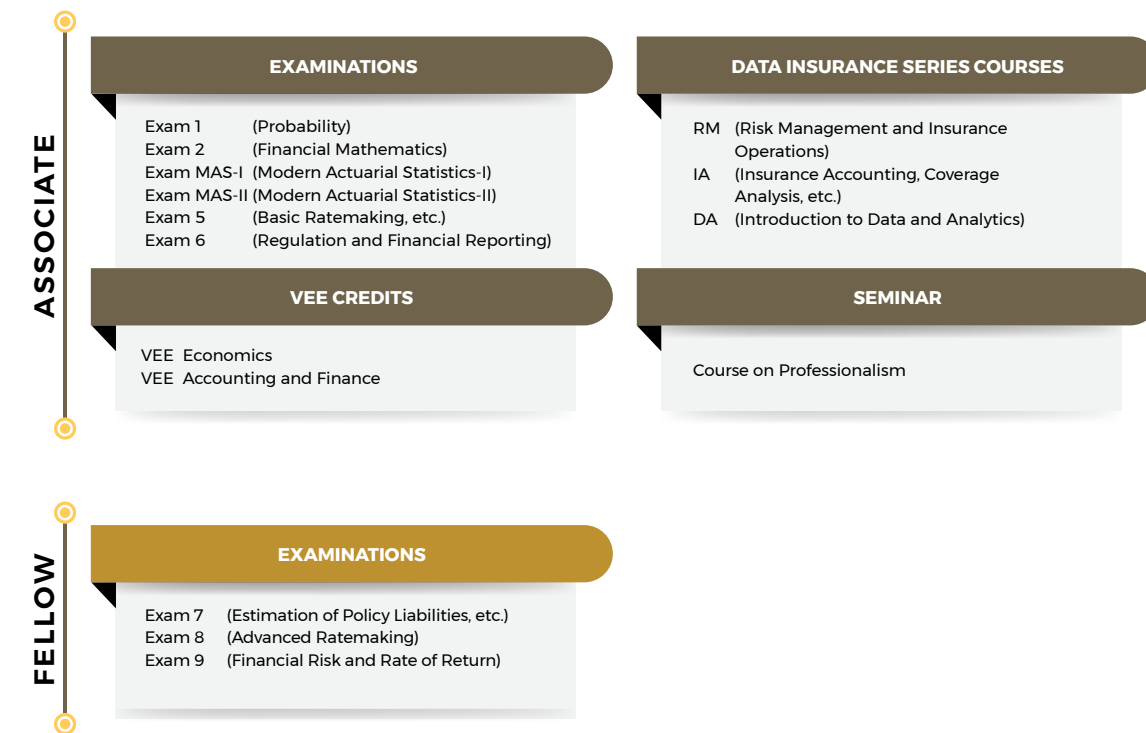 ASSOCIATE
EXAMINATIONS
Exam 1 (Probability)
Exam 2 (Financial Mathematics)
Exam MAS-I (Modern Actuarial Statistics-I)
Exam MAS-II (Modern Actuarial Statistics-II)
Exam 5 (Basic Ratemaking, etc.)
Exam 6 (Regulation and Financial Reporting)
DATA INSURANCE SERIES COURSES
RM (Risk Management and Insurance
Operations)
IA (Insurance Accounting, Coverage
Analysis, etc.)
DA (Introduction to Data and Analytics)
VEE CREDITS
VEE Economics
VEE Accounting and Finance
SEMINAR
Course on Professionalism
FELLOW
EXAMINATIONS
Exam 7 (Estimation of Policy Liabilities, etc.)
Exam 8 (Advanced Ratemaking)
Exam 9 (Financial Risk and Rate of Return)